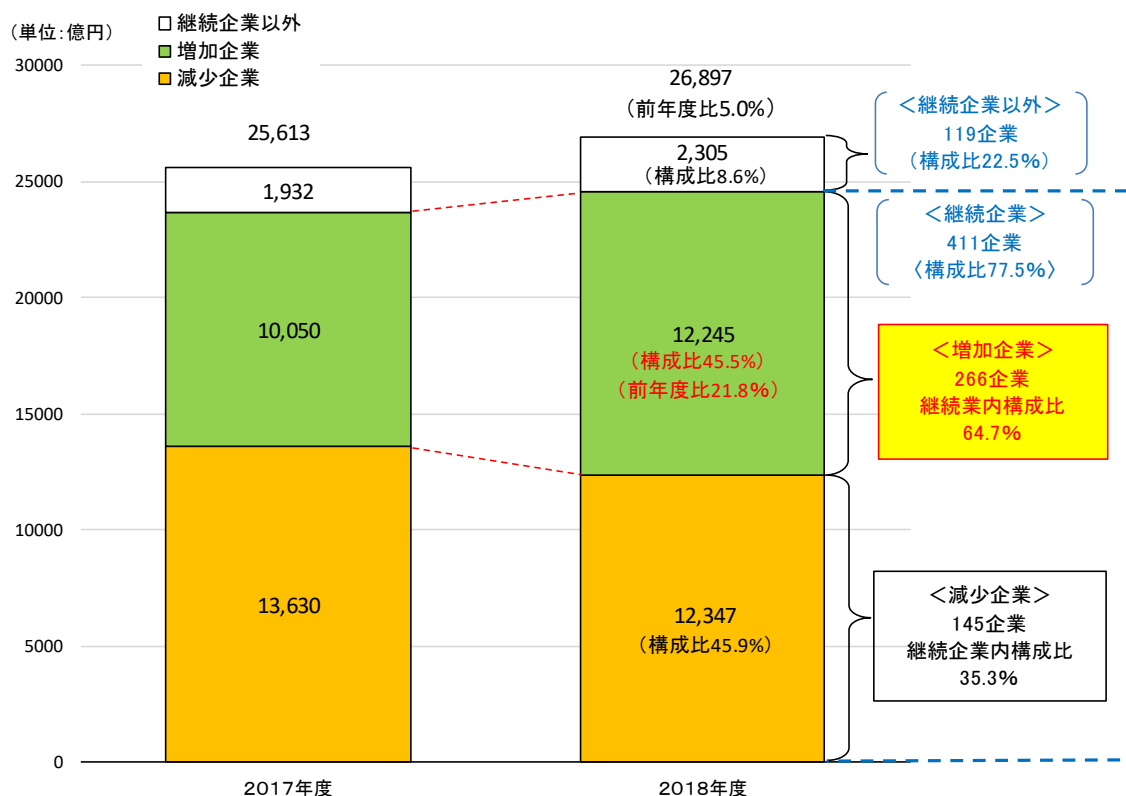 （単位：億円）
継続企業以外
増加企業
減少企業
30000
25000
20000
15000
10000
5000
0
25,613
1,932
10,050
13,630
2017年度
26,897
（前年度比5.0%）
2,305
（構成比8.6%）
12,245
（構成比45.5%）
（前年度比21.8%）
12,347
（構成比45.9%）
2018年度
＜継続企業以外＞
119企業
（構成比22.5%）
＜継続企業＞
411企業
〈構成比77.5%〉
＜増加企業＞
266企業
継続業内構成比
64.7%
＜減少企業＞
145企業
継続企業内構成比
35.3%